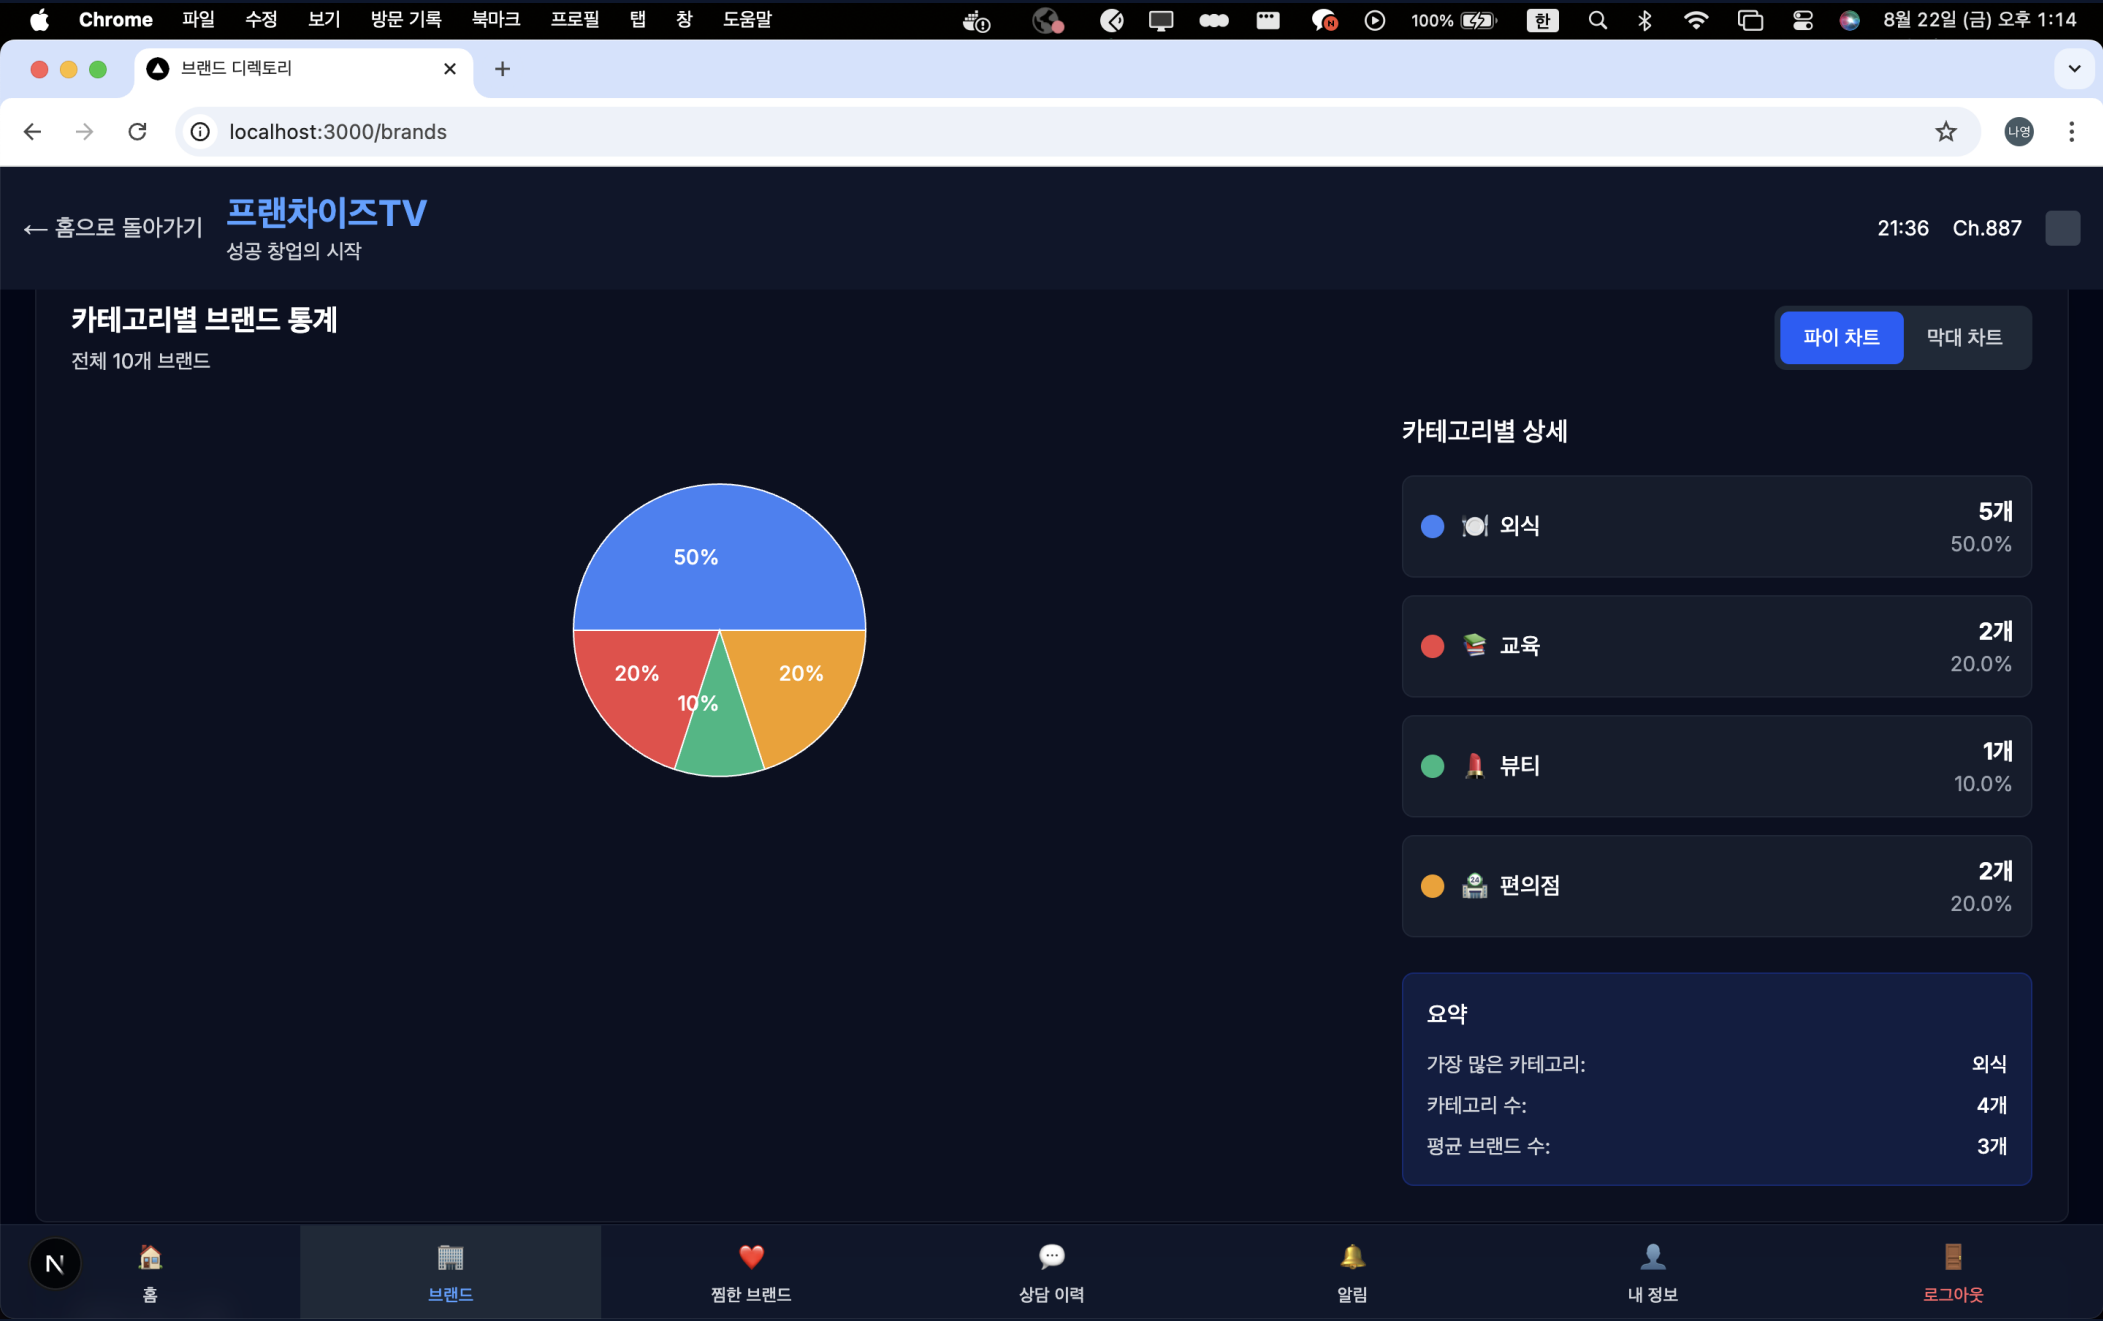 Chrome 파일 수정 보기 방문 기록 북마크 프로필 탭 창 도움말 100% 한 8월 22일 (금) 오후 1:14
브랜드 디렉토리
localhost:3000/brands
나영
← 홈으로 돌아가기
프랜차이즈TV
성공 창업의 시작
21:36 Ch.887
카테고리별 브랜드 통계
전체 10개 브랜드
파이 차트 막대 차트
50%
20%
10%
20%
카테고리별 상세
외식
5개
50.0%
교육
2개
20.0%
뷰티
1개
10.0%
편의점
2개
20.0%
요약
가장 많은 카테고리: 외식
카테고리 수: 4개
평균 브랜드 수: 3개
N
홈
브랜드
찜한 브랜드
상담 이력
알림
내 정보
로그아웃